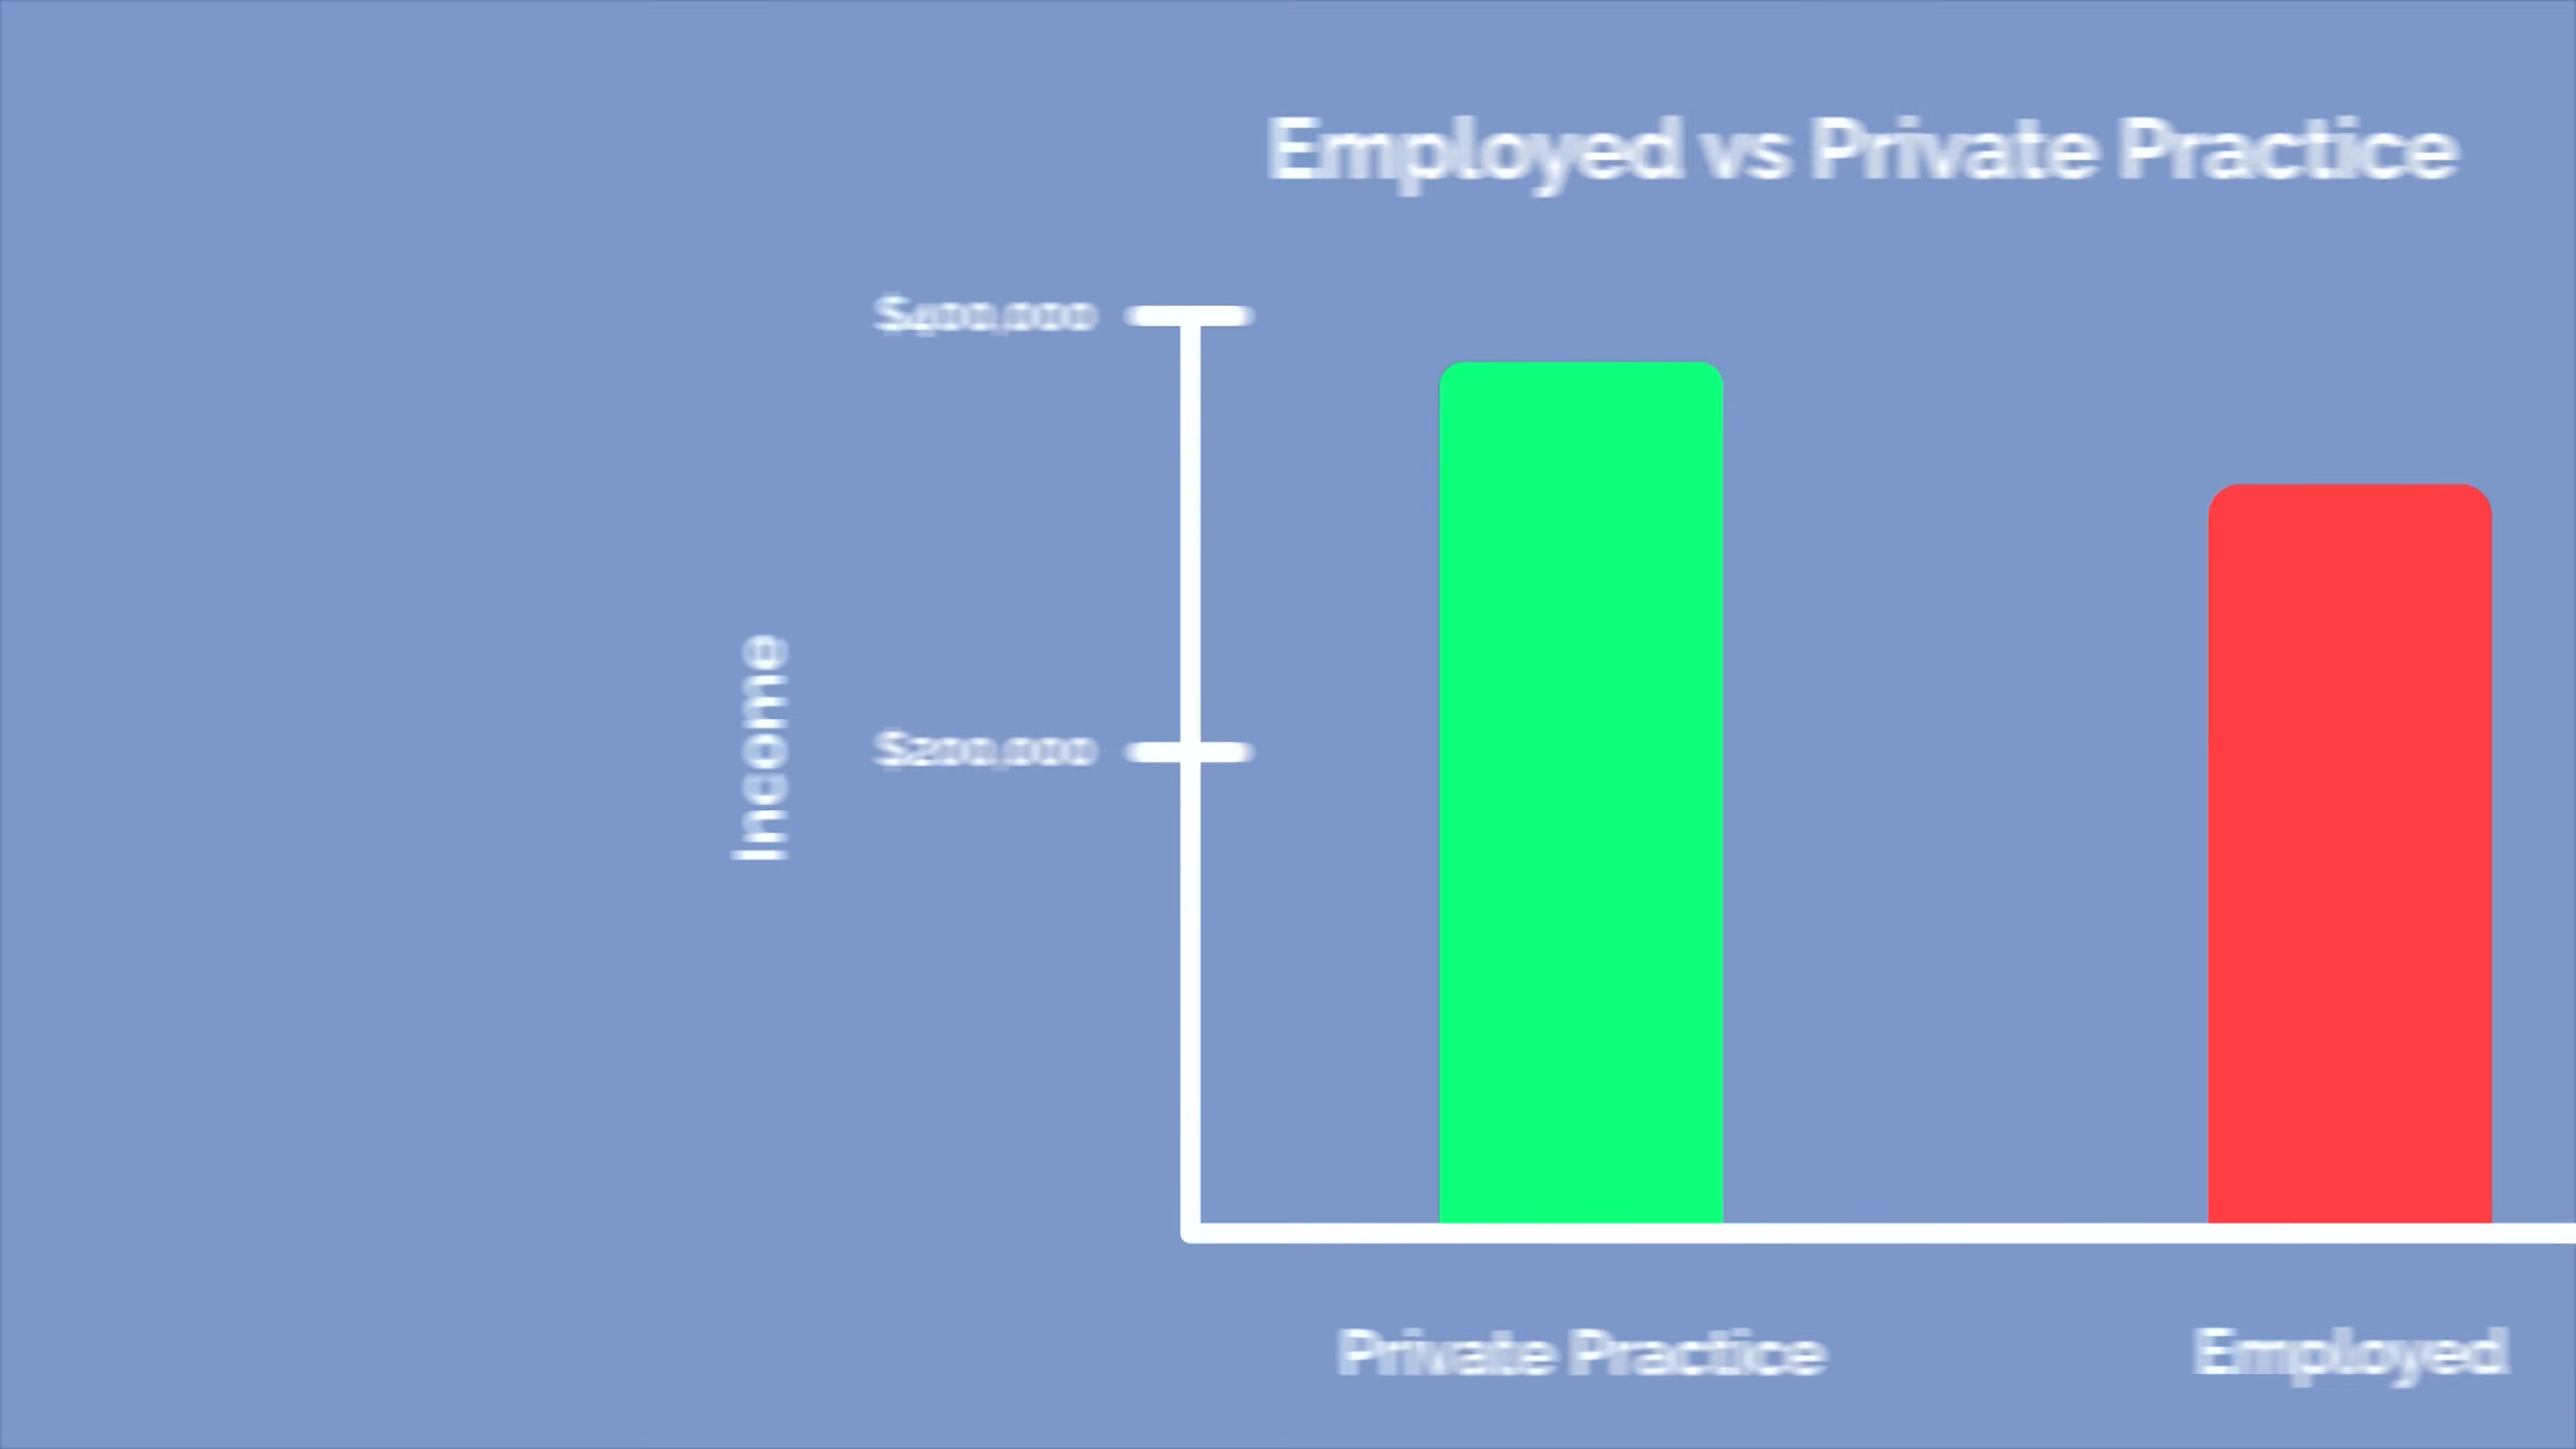 Employed vs Private Practice
$400,000
$200,000
Income
Private Practice
Employed